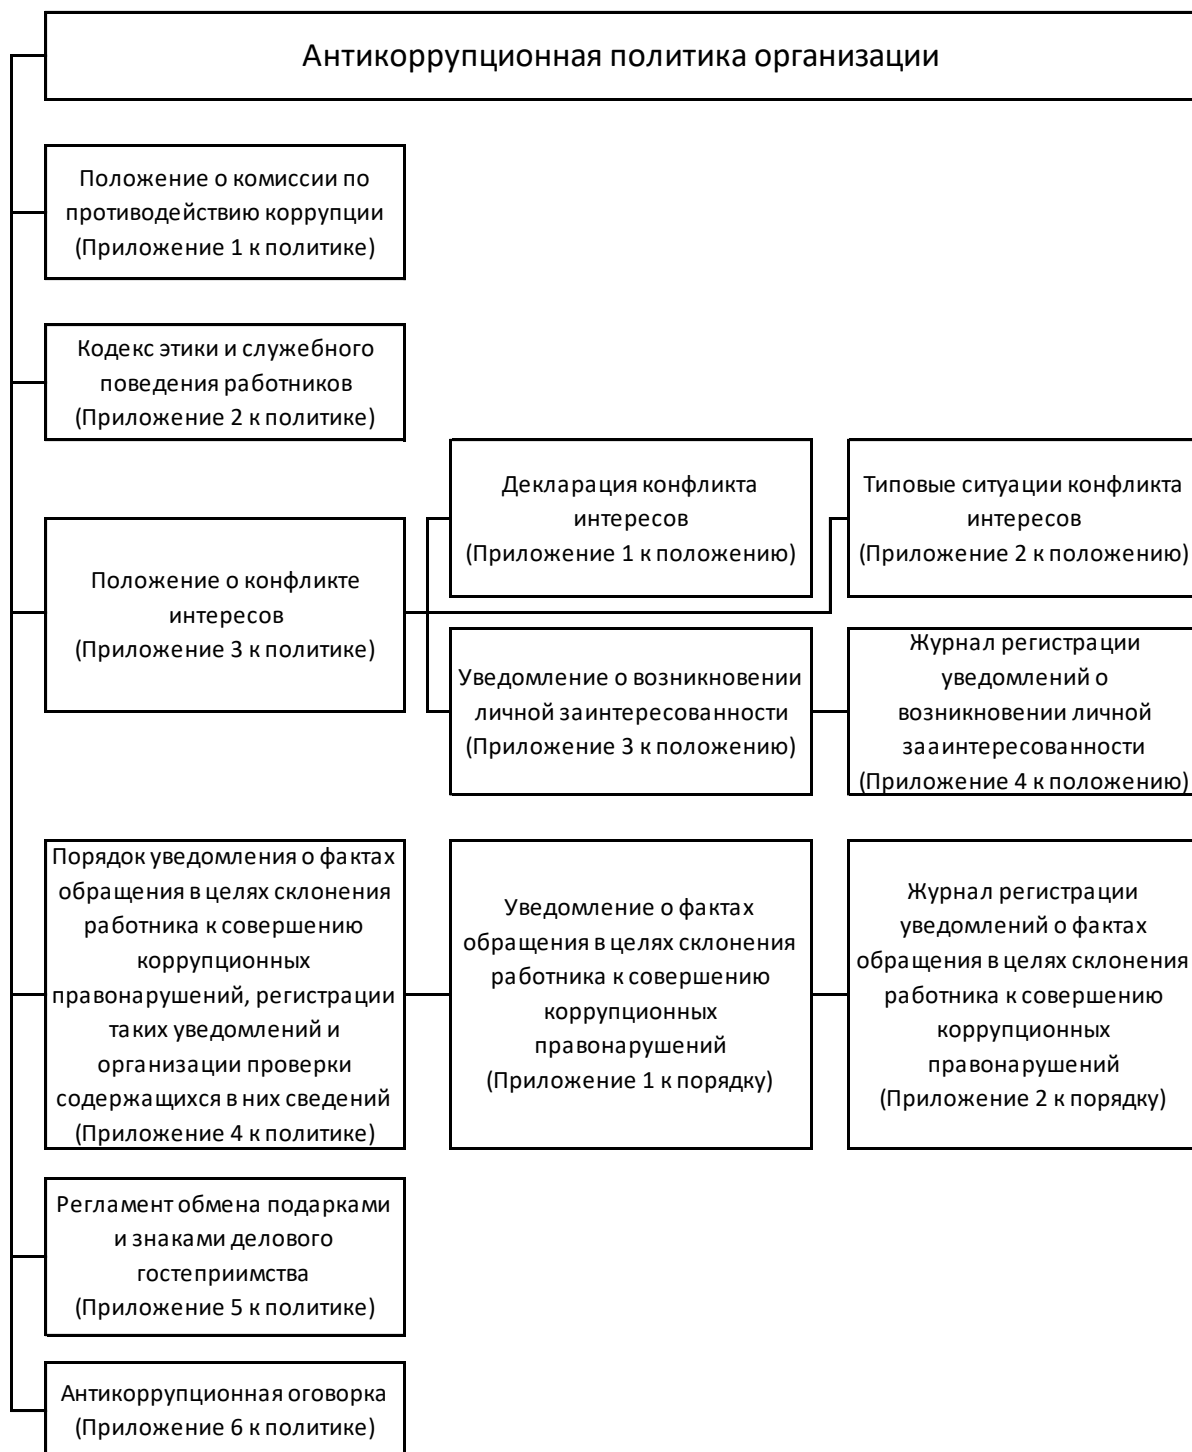 Антикоррупционная политика организации
Положение о комиссии по
противодействию коррупции
(Приложение 1 к политике)
Кодекс этики и служебного
поведения работников
(Приложение 2 к политике)
Положение о конфликте
интересов
(Приложение 3 к политике)
Декларация конфликта
интересов
(Приложение 1 к положению)
Типовые ситуации конфликта
интересов
(Приложение 2 к положению)
Уведомление о возникновении
личной заинтересованности
(Приложение 3 к положению)
Журнал регистрации
уведомлений о
возникновении личной
зааинтересованности
(Приложение 4 к положению)
Порядок уведомления о фактах
обращения в целях склонения
работника к совершению
коррупционных
правонарушений, регистрации
таких уведомлений и
организации проверки
содержащихся в них сведений
(Приложение 4 к политике)
Уведомление о фактах
обращения в целях склонения
работника к совершению
коррупционных
правонарушений
(Приложение 1 к порядку)
Журнал регистрации
уведомлений о фактах
обращения в целях склонения
работника к совершению
коррупционных
правонарушений
(Приложение 2 к порядку)
Регламент обмена подарками
и знаками делового
гостеприимства
(Приложение 5 к политике)
Антикоррупционная оговорка
(Приложение 6 к политике)